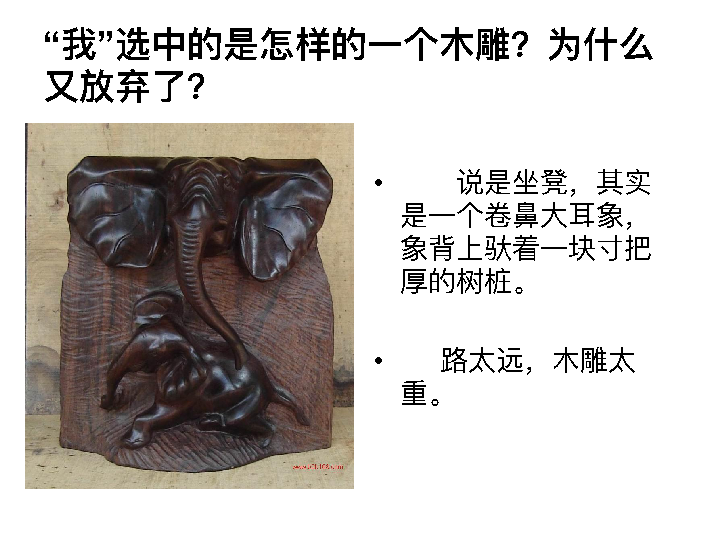 “我”选中的是怎样的一个木雕？为什么
又放弃了？
• 说是坐凳，其实
是一个卷鼻大耳象，
象背上驮着一块寸把
厚的树桩。
• 路太远，木雕太
重。